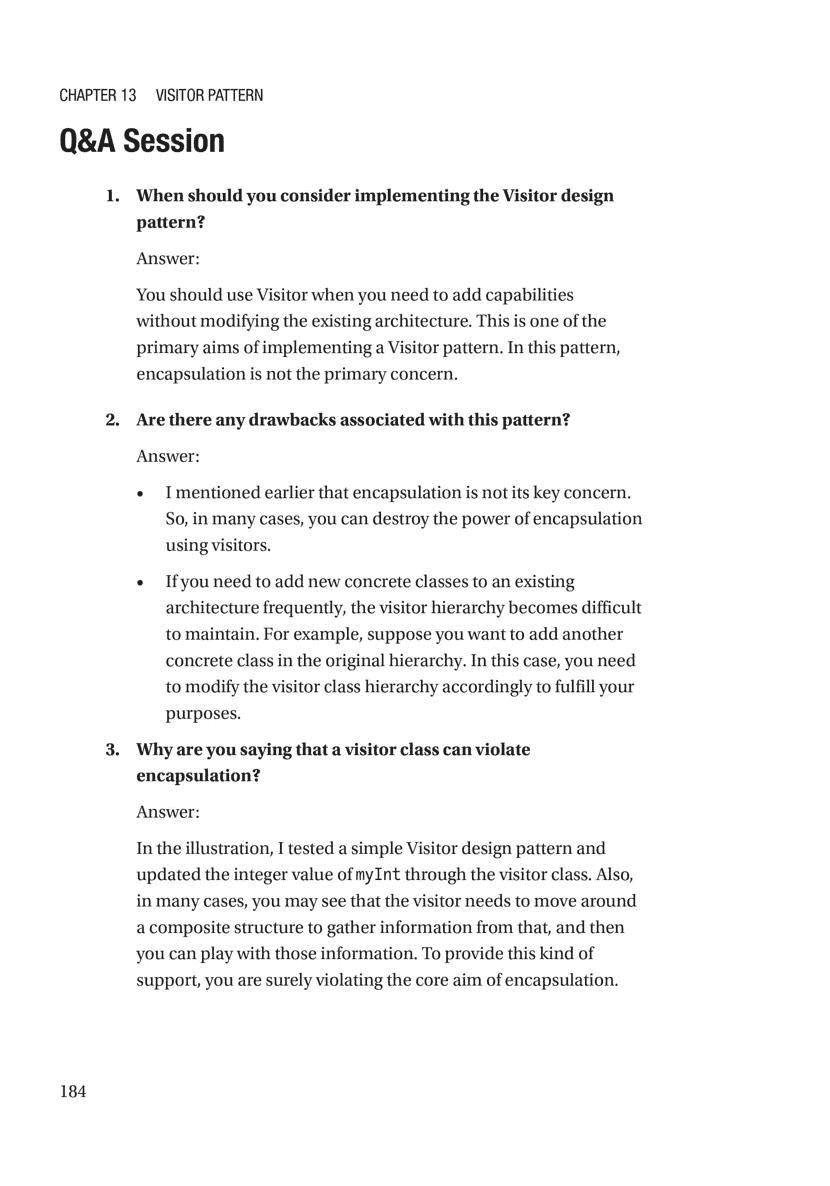 CHAPTER 13 VISITOR PATTERN
Q&A Session
1. When should you consider implementing the Visitor design
pattern?
Answer:
You should use Visitor when you need to add capabilities
without modifying the existing architecture. This is one of the
primary aims of implementing a Visitor pattern. In this pattern,
encapsulation is not the primary concern.
2. Are there any drawbacks associated with this pattern?
Answer:
• I mentioned earlier that encapsulation is not its key concern.
So, in many cases, you can destroy the power of encapsulation
using visitors.
• If you need to add new concrete classes to an existing
architecture frequently, the visitor hierarchy becomes difficult
to maintain. For example, suppose you want to add another
concrete class in the original hierarchy. In this case, you need
to modify the visitor class hierarchy accordingly to fulfill your
purposes.
3. Why are you saying that a visitor class can violate
encapsulation?
Answer:
In the illustration, I tested a simple Visitor design pattern and
updated the integer value of myInt through the visitor class. Also,
in many cases, you may see that the visitor needs to move around
a composite structure to gather information from that, and then
you can play with those information. To provide this kind of
support, you are surely violating the core aim of encapsulation.
184